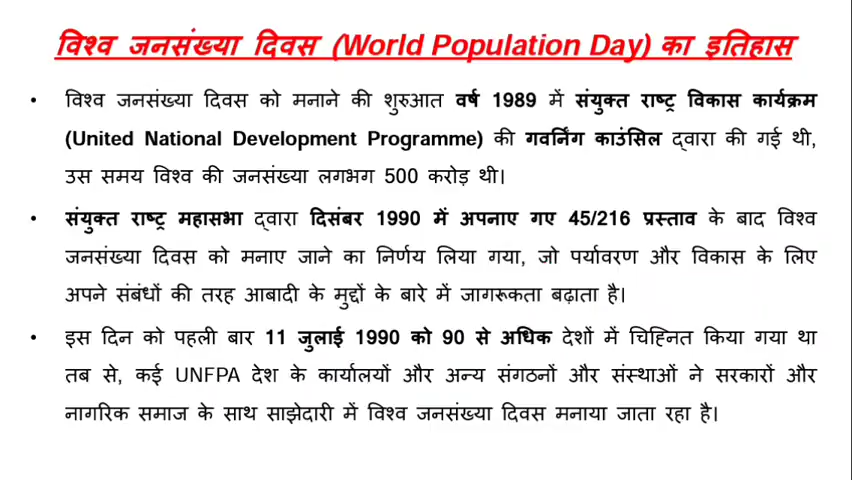 विश्व जनसंख्या दिवस (World Population Day) का इतिहास
• विश्व जनसंख्या दिवस को मनाने की शुरुआत वर्ष 1989 में संयुक्त राष्ट्र विकास कार्यक्रम
(United National Development Programme) की गवर्निंग काउंसिल द्वारा की गई थी,
उस समय विश्व की जनसंख्या लगभग 500 करोड़ थी।
• संयुक्त राष्ट्र महासभा द्वारा दिसंबर 1990 में अपनाए गए 45/216 प्रस्ताव के बाद विश्व
जनसंख्या दिवस को मनाए जाने का निर्णय लिया गया, जो पर्यावरण और विकास के लिए
अपने संबंधों की तरह आबादी के मुद्दों के बारे में जागरूकता बढ़ाता है।
• इस दिन को पहली बार 11 जुलाई 1990 को 90 से अधिक देशों में चिह्नित किया गया था
तब से, कई UNFPA देश के कार्यालयों और अन्य संगठनों और संस्थाओं ने सरकारों और
नागरिक समाज के साथ साझेदारी में विश्व जनसंख्या दिवस मनाया जाता रहा है।